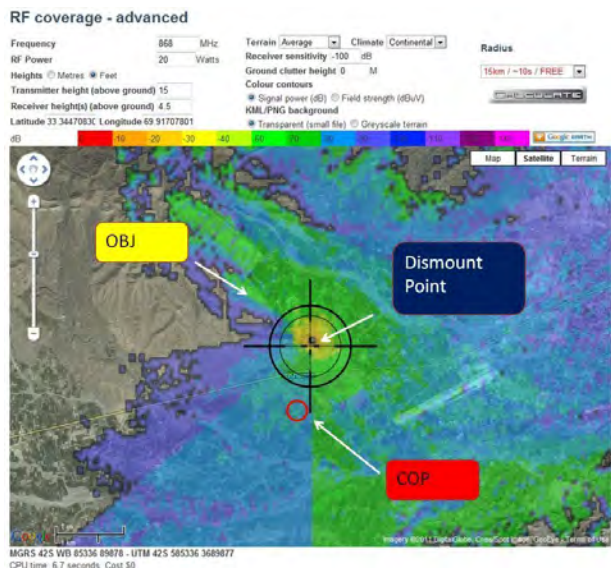 RF coverage - advanced
Frequency 868 MHz
RF Power 20 Watts
Heights Metres Feet
Transmitter height (above ground) 15
Receiver height(s) (above ground) 4.5
Latitude 33.3447083( Longitude 69.91707801
Terrain Average Climate Continental
Receiver sensitivity -100 dB
Ground clutter height 0 M
Colour contours
Signal power (dB) Field strength (dBuV)
KML/PNG background
Transparent (small file) Greyscale terrain
Radius
15km / ~10s / FREE
CALCULATE
dB -10 -20 -30 -40
Google EARTH
Map Satellite Terrain
OBJ
Dismount
Point
COP
MGRS 42S WB 85336 89878 - UTM 42S 585336 3689877
CPU time 6.7 seconds, Cost $0